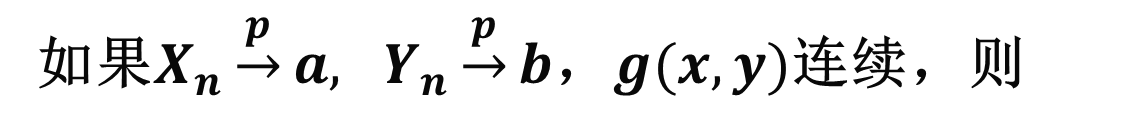 如果Xₙ →ᵖ a, Yₙ →ᵖ b，g(x,y)连续，则